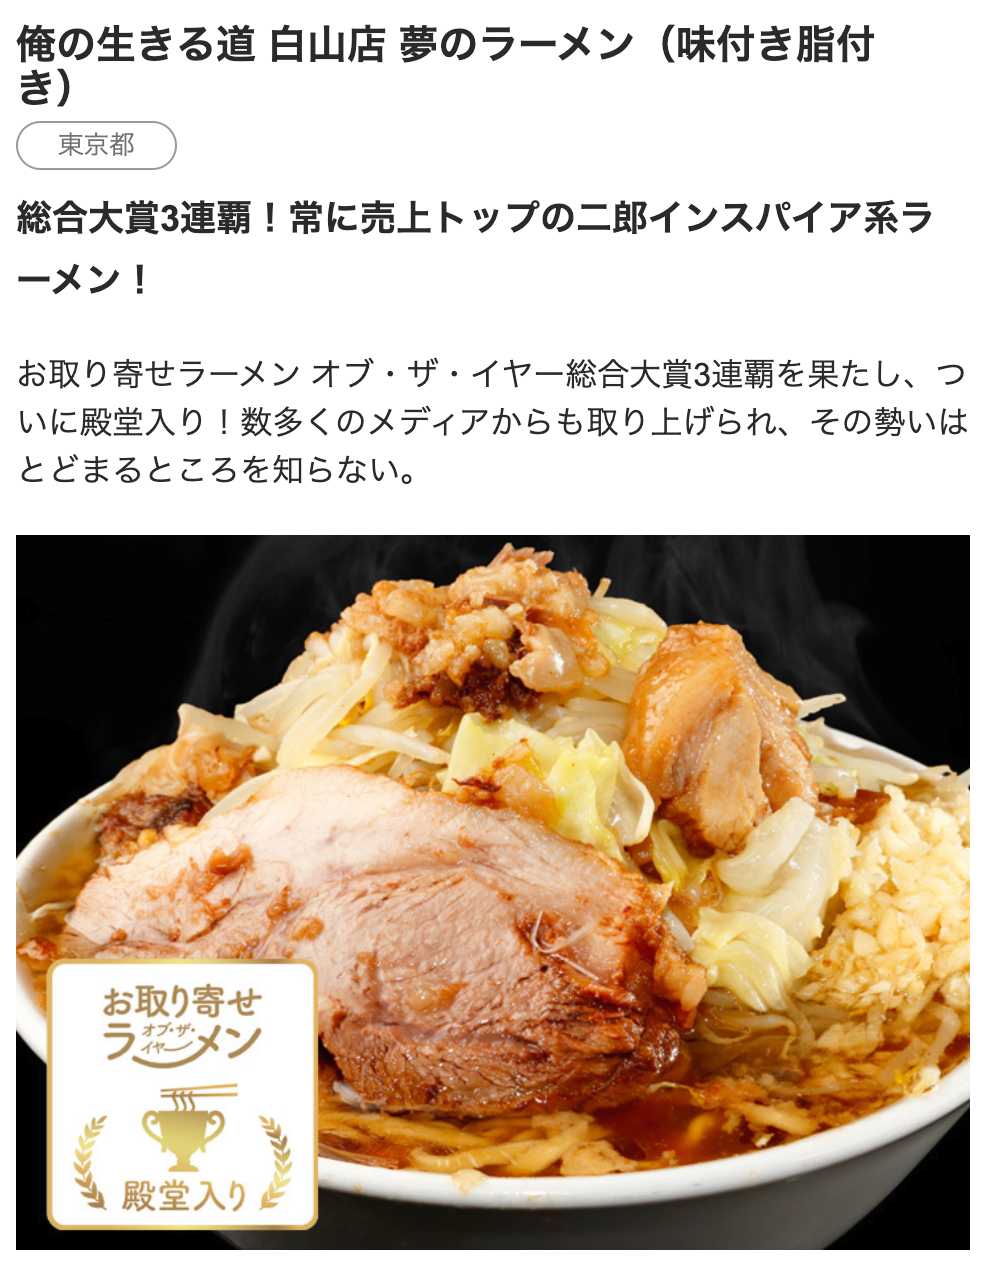 俺の生きる道 白山店 夢のラーメン（味付き脂付
き）
東京都
総合大賞3連覇！常に売上トップの二郎インスパイア系ラ
ーメン！
お取り寄せラーメン オブ・ザ・イヤー総合大賞3連覇を果たし、つ
いに殿堂入り！数多くのメディアからも取り上げられ、その勢いは
とどまるところを知らない。
お取り寄せ
ラーメン
オブ・ザ・
イヤー
殿堂入り